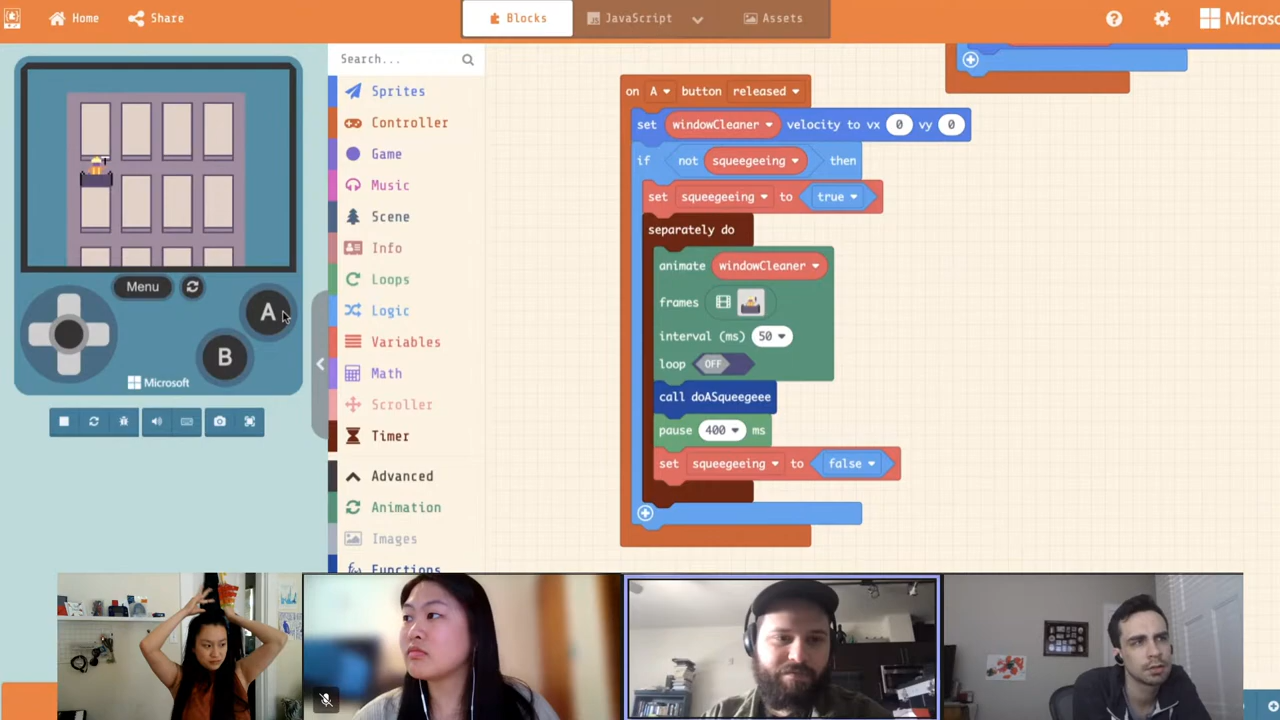 Home
Share
Blocks
JavaScript
Assets
?
Microso
Search...
Sprites
Controller
Game
Music
Scene
Info
Loops
Logic
Variables
Math
Scroller
Timer
Advanced
Animation
Images
Functions
Menu
A
B
Microsoft
on A button released
set windowCleaner velocity to vx 0 vy 0
if not squeegeeing then
set squeegeeing to true
separately do
animate windowCleaner
frames
interval (ms) 50
loop OFF
call doASqueegeee
pause 400 ms
set squeegeeing to false